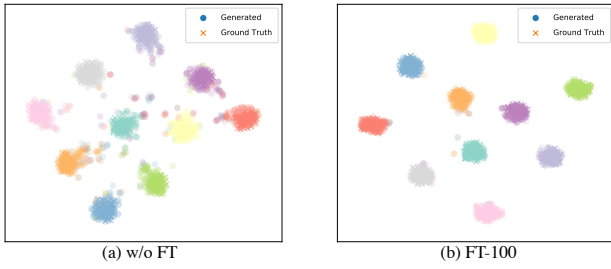 Generated
Ground Truth
Generated
Ground Truth
(a) w/o FT
(b) FT-100